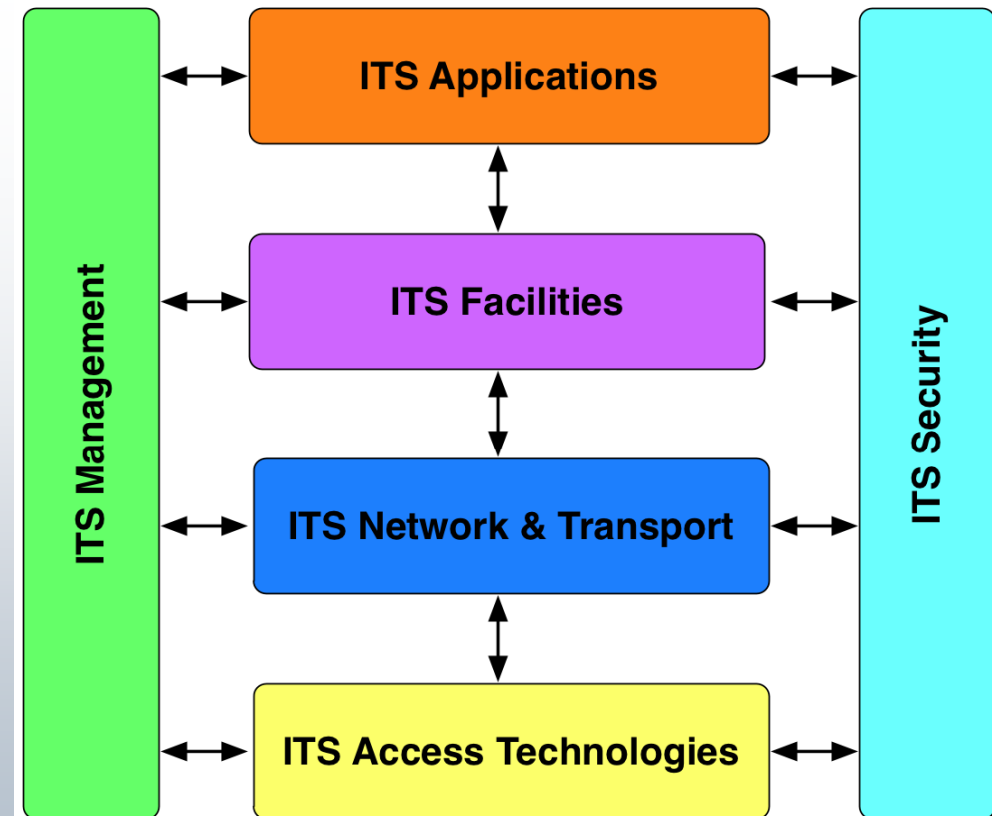 ITS Applications
ITS Facilities
ITS Network & Transport
ITS Access Technologies
ITS Management
ITS Security